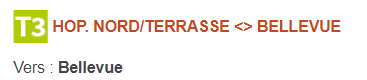 T3 HOP. NORD/TERRASSE <> BELLEVUE
Vers : Bellevue